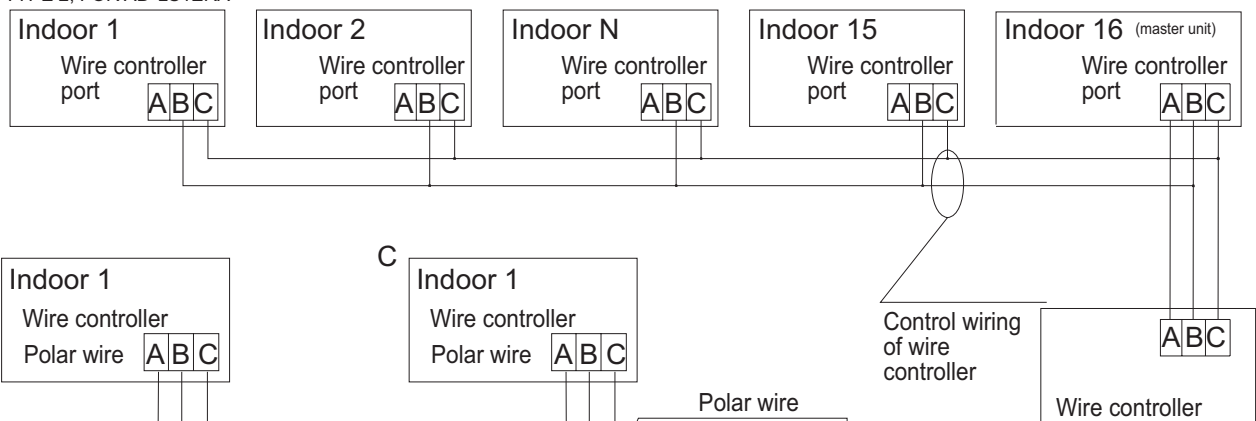 Indoor 1
Wire controller
port
A B C
Indoor 2
Wire controller
port
A B C
Indoor N
Wire controller
port
A B C
Indoor 15
Wire controller
port
A B C
Indoor 16 (master unit)
Wire controller
port
A B C
Indoor 1
Wire controller
Polar wire A B C
C
Indoor 1
Wire controller
Polar wire A B C
Polar wire
Control wiring
of wire
controller
A B C
Wire controller